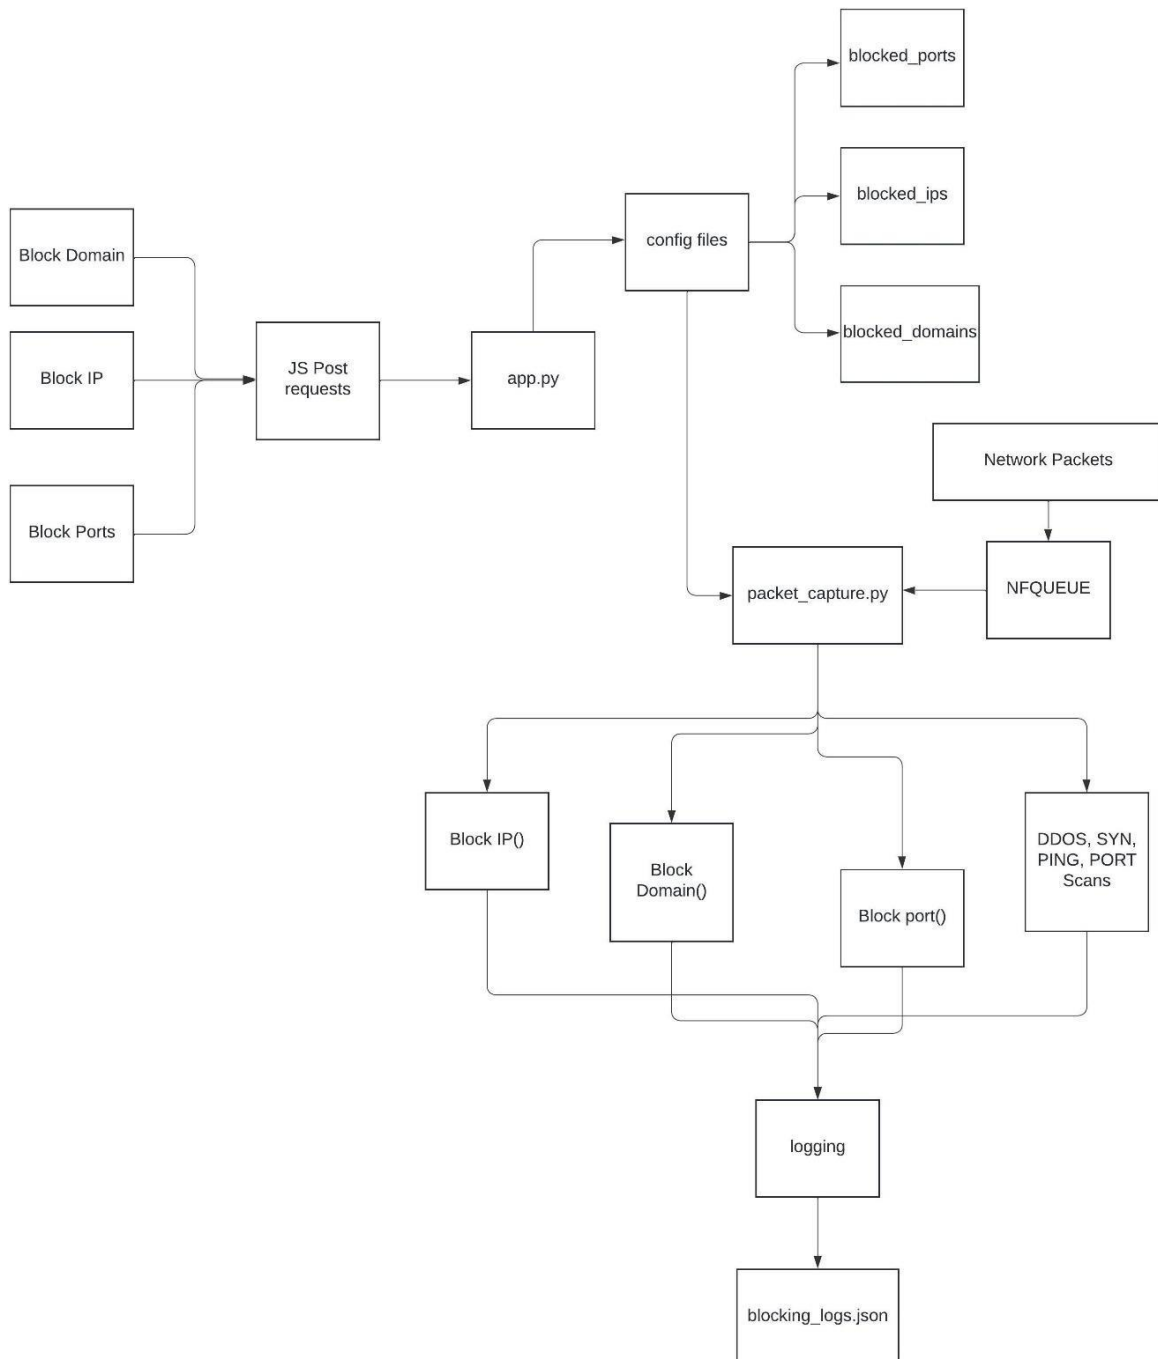 blocked_ports
blocked_ips
config files
Block Domain
blocked_domains
Block IP
JS Post
requests
app.py
Network Packets
Block Ports
packet_capture.py
NFQUEUE
Block IP()
Block
Domain()
Block port()
DDOS, SYN,
PING, PORT
Scans
logging
blocking_logs.json